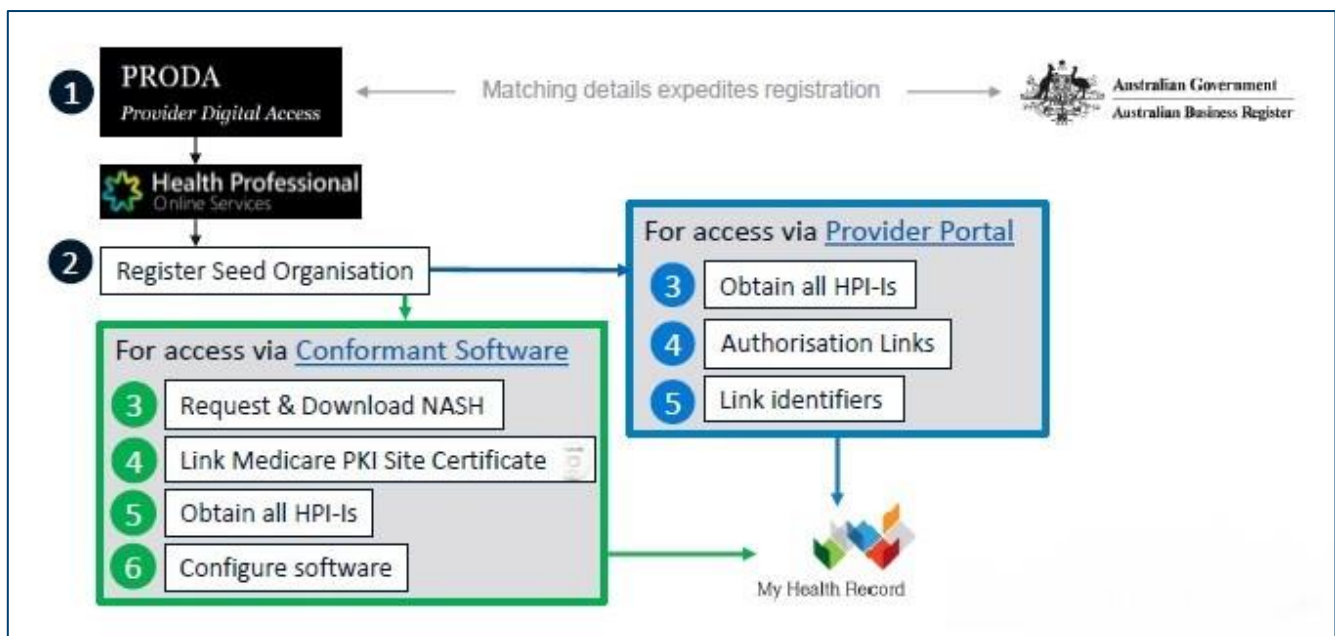 1
PRODA
Provider Digital Access
Matching details expedites registration
Australian Government
Australian Business Register
Health Professional
Online Services
2
Register Seed Organisation
For access via Provider Portal
3 Obtain all HPI-Is
4 Authorisation Links
5 Link identifiers
For access via Conformant Software
3 Request & Download NASH
4 Link Medicare PKI Site Certificate
5 Obtain all HPI-Is
6 Configure software
My Health Record